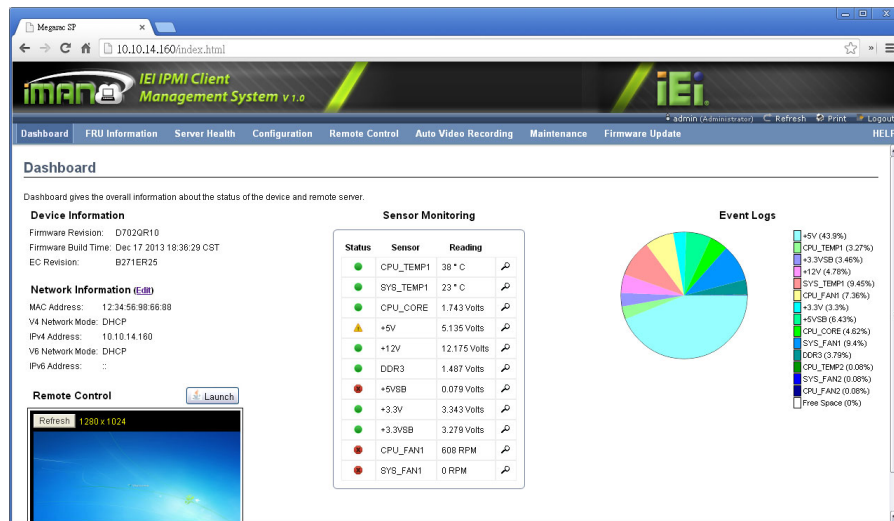 Megarac SP
10.10.14.160/index.html
iMAN
IEI IPMI Client
Management System v 1.0
iEi.
admin (Administrator) Refresh Print Logout
Dashboard FRU Information Server Health Configuration Remote Control Auto Video Recording Maintenance Firmware Update HELP
Dashboard
Dashboard gives the overall information about the status of the device and remote server.
Device Information
Firmware Revision: D702QR10
Firmware Build Time: Dec 17 2013 18:36:29 CST
EC Revision: B271ER25
Network Information (Edit)
MAC Address: 12:34:56:98:66:88
V4 Network Mode: DHCP
IPv4 Address: 10.10.14.160
V6 Network Mode: DHCP
IPv6 Address: ::
Remote Control Launch
Refresh 1280 x 1024
Sensor Monitoring
Status Sensor Reading
CPU_TEMP1 38 ° C
SYS_TEMP1 23 ° C
CPU_CORE 1.743 Volts
+5V 5.135 Volts
+12V 12.175 Volts
DDR3 1.487 Volts
+5VSB 0.079 Volts
+3.3V 3.343 Volts
+3.3VSB 3.279 Volts
CPU_FAN1 608 RPM
SYS_FAN1 0 RPM
Event Logs
+5V (43.9%)
CPU_TEMP1 (3.27%)
+3.3VSB (3.46%)
+12V (4.78%)
SYS_TEMP1 (9.45%)
CPU_FAN1 (7.36%)
+3.3V (3.3%)
+5VSB (6.43%)
CPU_CORE (4.62%)
SYS_FAN1 (9.4%)
DDR3 (3.79%)
CPU_TEMP2 (0.08%)
SYS_FAN2 (0.08%)
CPU_FAN2 (0.08%)
Free Space (0%)